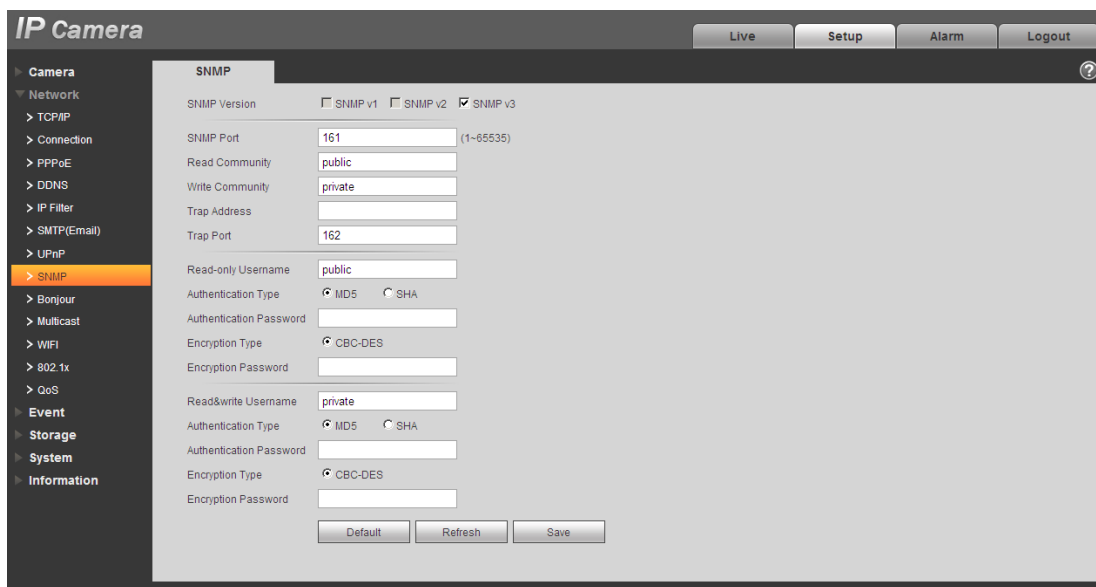 IP Camera
Live Setup Alarm Logout
Camera
Network
TCP/IP
Connection
PPPoE
DDNS
IP Filter
SMTP(Email)
UPnP
SNMP
Bonjour
Multicast
WIFI
802.1x
QoS
Event
Storage
System
Information
SNMP
?
SNMP Version SNMP v1 SNMP v2 SNMP v3
SNMP Port 161 (1~65535)
Read Community public
Write Community private
Trap Address
Trap Port 162
Read-only Username public
Authentication Type MD5 SHA
Authentication Password
Encryption Type CBC-DES
Encryption Password
Read&write Username private
Authentication Type MD5 SHA
Authentication Password
Encryption Type CBC-DES
Encryption Password
Default Refresh Save